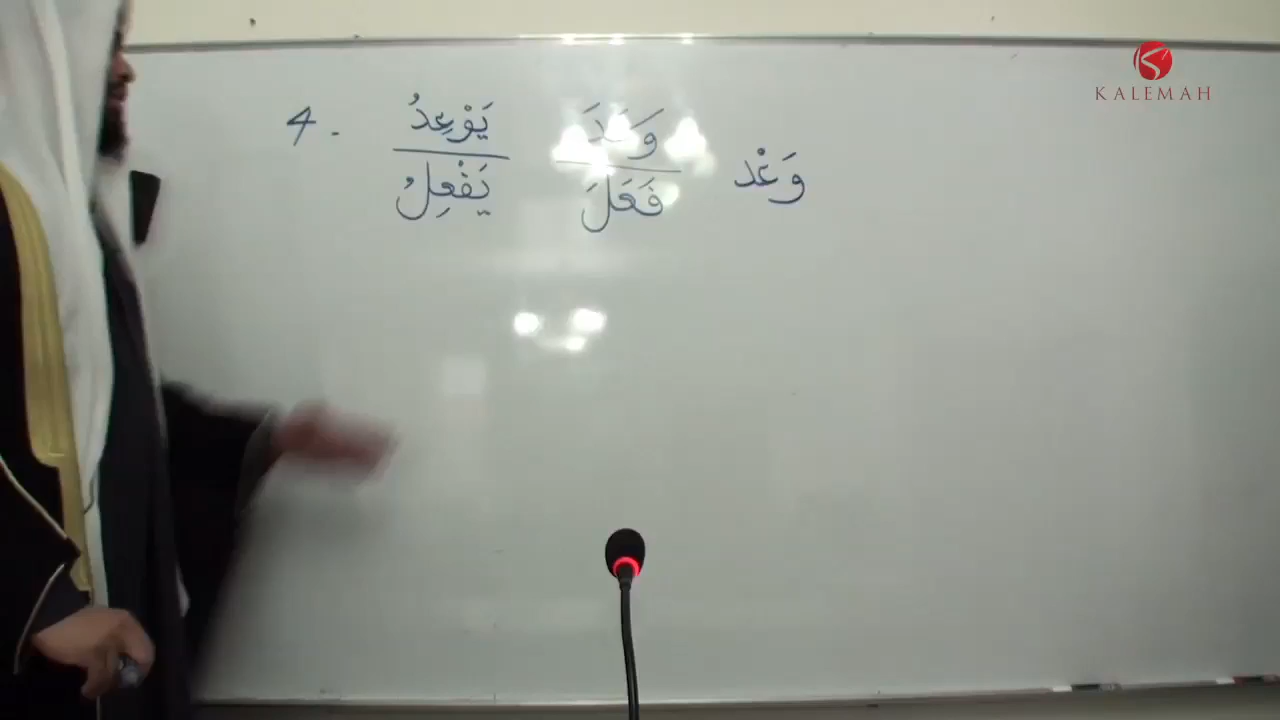 وَعْد وَعَدَ يَوْعِدُ 4.
فَعَلَ يَفْعِلُ
KALEMAH